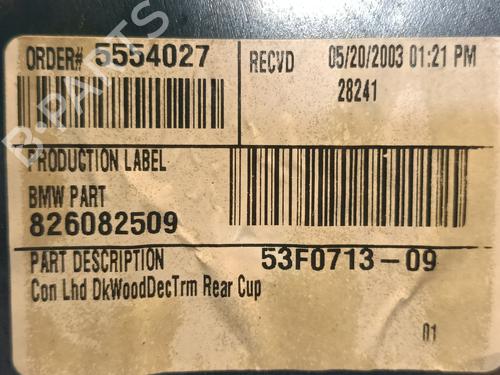 ORDER# 5554027
RECVD 05/20/2003 01:21 PM
28241
PRODUCTION LABEL
BMW PART
826082509
PART DESCRIPTION 53F0713-09
Con Lhd DkWoodDecTrm Rear Cup
01
B-PARTS